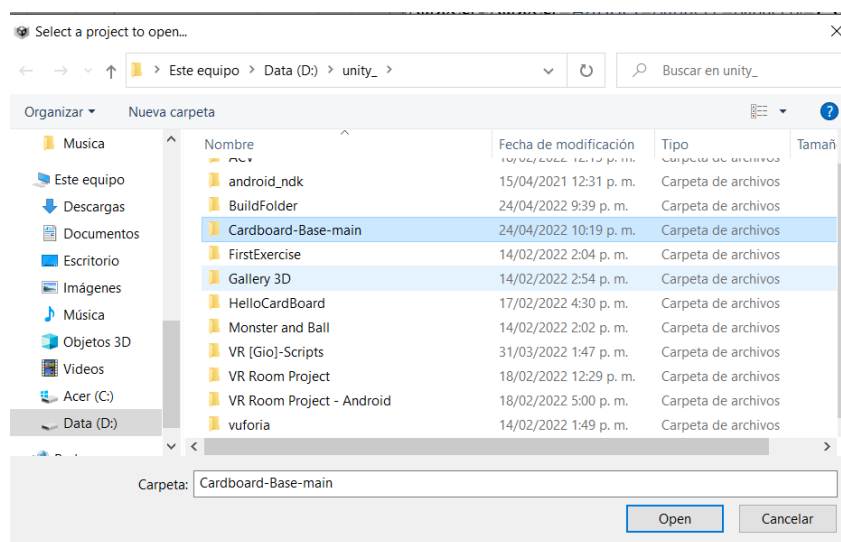 Select a project to open...
Este equipo > Data (D:) > unity_ >
Buscar en unity_
Organizar
Nueva carpeta
?
Nombre Fecha de modificación Tipo Tamañ
Musica
Este equipo
Descargas
Documentos
Escritorio
Imágenes
Música
Objetos 3D
Videos
Acer (C:)
Data (D:)
android_ndk 15/04/2021 12:31 p. m. Carpeta de archivos
BuildFolder 24/04/2022 9:39 p. m. Carpeta de archivos
Cardboard-Base-main 24/04/2022 10:19 p. m. Carpeta de archivos
FirstExercise 14/02/2022 2:04 p. m. Carpeta de archivos
Gallery 3D 14/02/2022 2:54 p. m. Carpeta de archivos
HelloCardBoard 17/02/2022 4:30 p. m. Carpeta de archivos
Monster and Ball 14/02/2022 2:02 p. m. Carpeta de archivos
VR [Gio]-Scripts 31/03/2022 1:47 p. m. Carpeta de archivos
VR Room Project 18/02/2022 12:29 p. m. Carpeta de archivos
VR Room Project - Android 18/02/2022 5:00 p. m. Carpeta de archivos
vuforia 14/02/2022 1:49 p. m. Carpeta de archivos
Carpeta: Cardboard-Base-main
Open
Cancelar